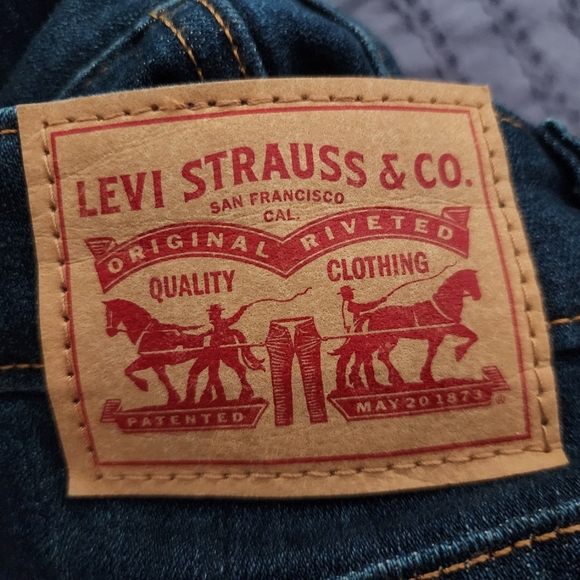 LEVI STRAUSS & CO.
SAN FRANCISCO
CAL.
ORIGINAL RIVETED
QUALITY CLOTHING
PATENTED MAY 20 1873 ®